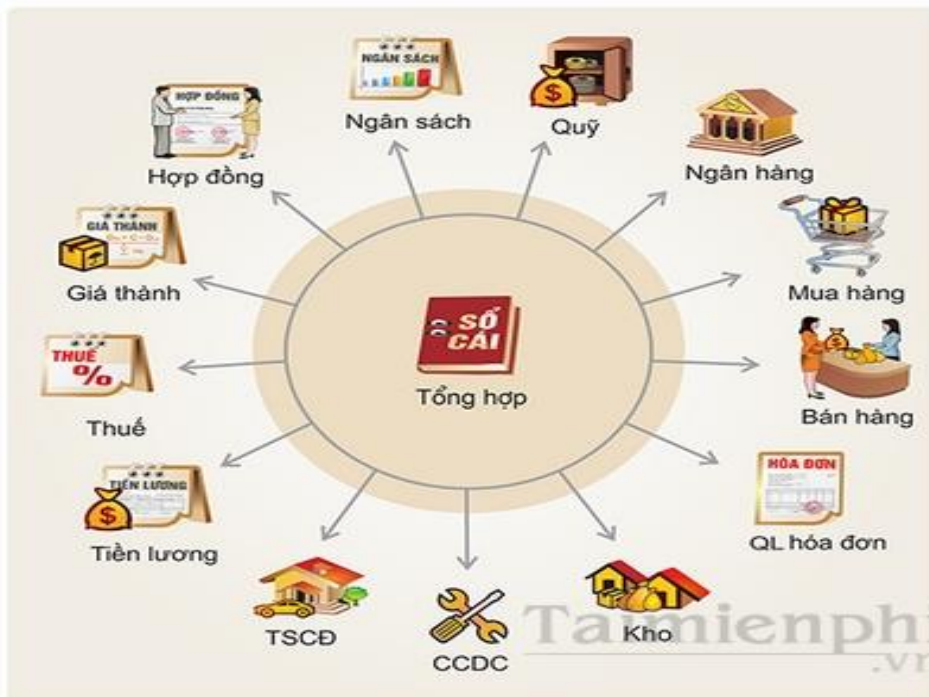 NGÂN SÁCH
Ngân sách
Quỹ
HỢP ĐỒNG
Hợp đồng
Ngân hàng
GIÁ THÀNH
Giá thành
Mua hàng
SỔ
CÁI
Tổng hợp
THUẾ
%
Thuế
Bán hàng
TIỀN LƯƠNG
Tiền lương
HÓA ĐƠN
QL hóa đơn
TSCĐ
CCDC
Kho
Taimienphi
.vn